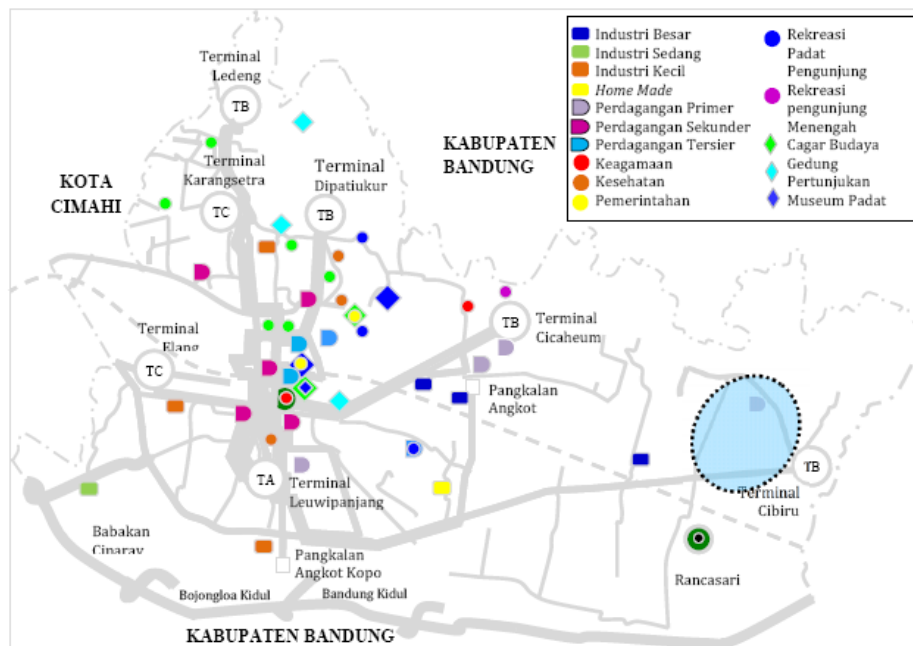 Terminal
Ledeng
TB
Terminal
Karangsetra
TC
Terminal
Dipatiukur
TB
KABUPATEN
BANDUNG
KOTA
CIMAHI
Industri Besar
Industri Sedang
Industri Kecil
Home Made
Perdagangan Primer
Perdagangan Sekunder
Perdagangan Tersier
Keagamaan
Kesehatan
Pemerintahan
Rekreasi
Padat
Pengunjung
Rekreasi
pengunjung
Menengah
Cagar Budaya
Gedung
Pertunjukan
Museum Padat
Terminal
Elang
TC
TB
Terminal
Cicaheum
Pangkalan
Angkot
TA
Terminal
Leuwipanjang
TB
Terminal
Cibiru
Babakan
Ciparay
Pangkalan
Angkot Kopo
Rancasari
Bojongloa Kidul
Bandung Kidul
KABUPATEN BANDUNG